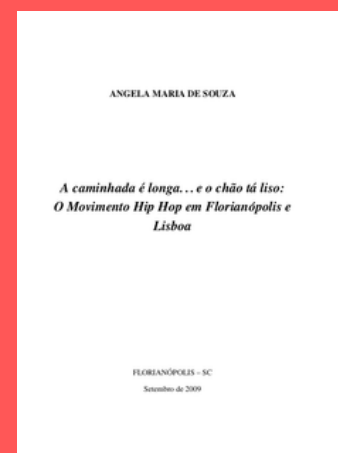 ANGELA MARIA DE SOUZA
A caminhada é longa... e o chão tá liso:
O Movimento Hip Hop em Florianópolis e
Lisboa
FLORIANÓPOLIS – SC
Setembro de 2009